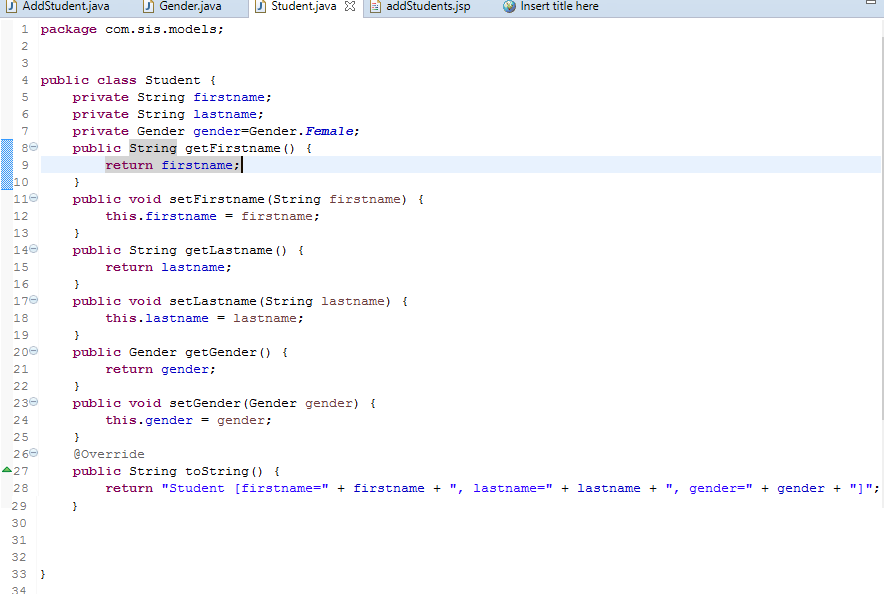 AddStudent.java Gender.java Student.java addStudents.jsp Insert title here
1 package com.sis.models;
2
3
4 public class Student {
5 private String firstname;
6 private String lastname;
7 private Gender gender=Gender.Female;
8 public String getFirstname() {
9 return firstname;
10 }
11 public void setFirstname(String firstname) {
12 this.firstname = firstname;
13 }
14 public String getLastname() {
15 return lastname;
16 }
17 public void setLastname(String lastname) {
18 this.lastname = lastname;
19 }
20 public Gender getGender() {
21 return gender;
22 }
23 public void setGender(Gender gender) {
24 this.gender = gender;
25 }
26 @Override
27 public String toString() {
28 return "Student [firstname=" + firstname + ", lastname=" + lastname + ", gender=" + gender + "]";
29 }
30
31
32
33 }
34